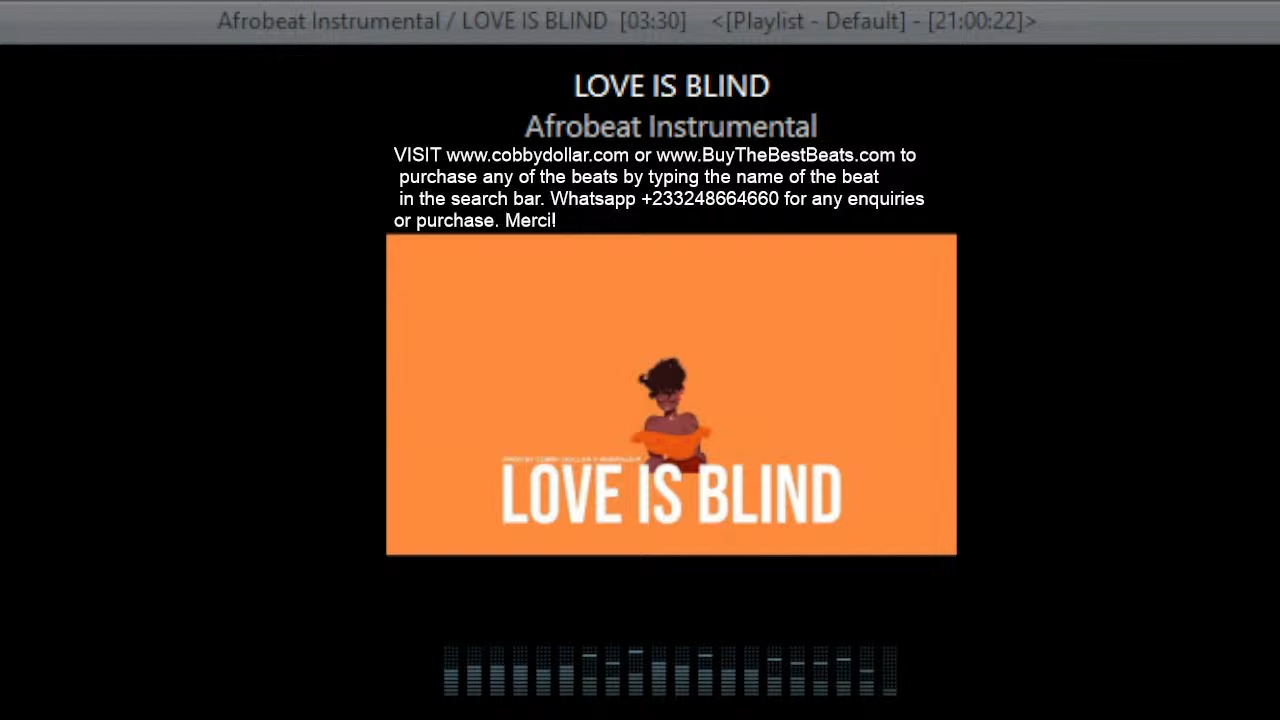 Afrobeat Instrumental / LOVE IS BLIND [03:30] <[Playlist - Default] - [21:00:22]>
LOVE IS BLIND
Afrobeat Instrumental
VISIT www.cobbydollar.com or www.BuyTheBestBeats.com to
purchase any of the beats by typing the name of the beat
in the search bar. Whatsapp +233248664660 for any enquiries
or purchase. Merci!
LOVE IS BLIND